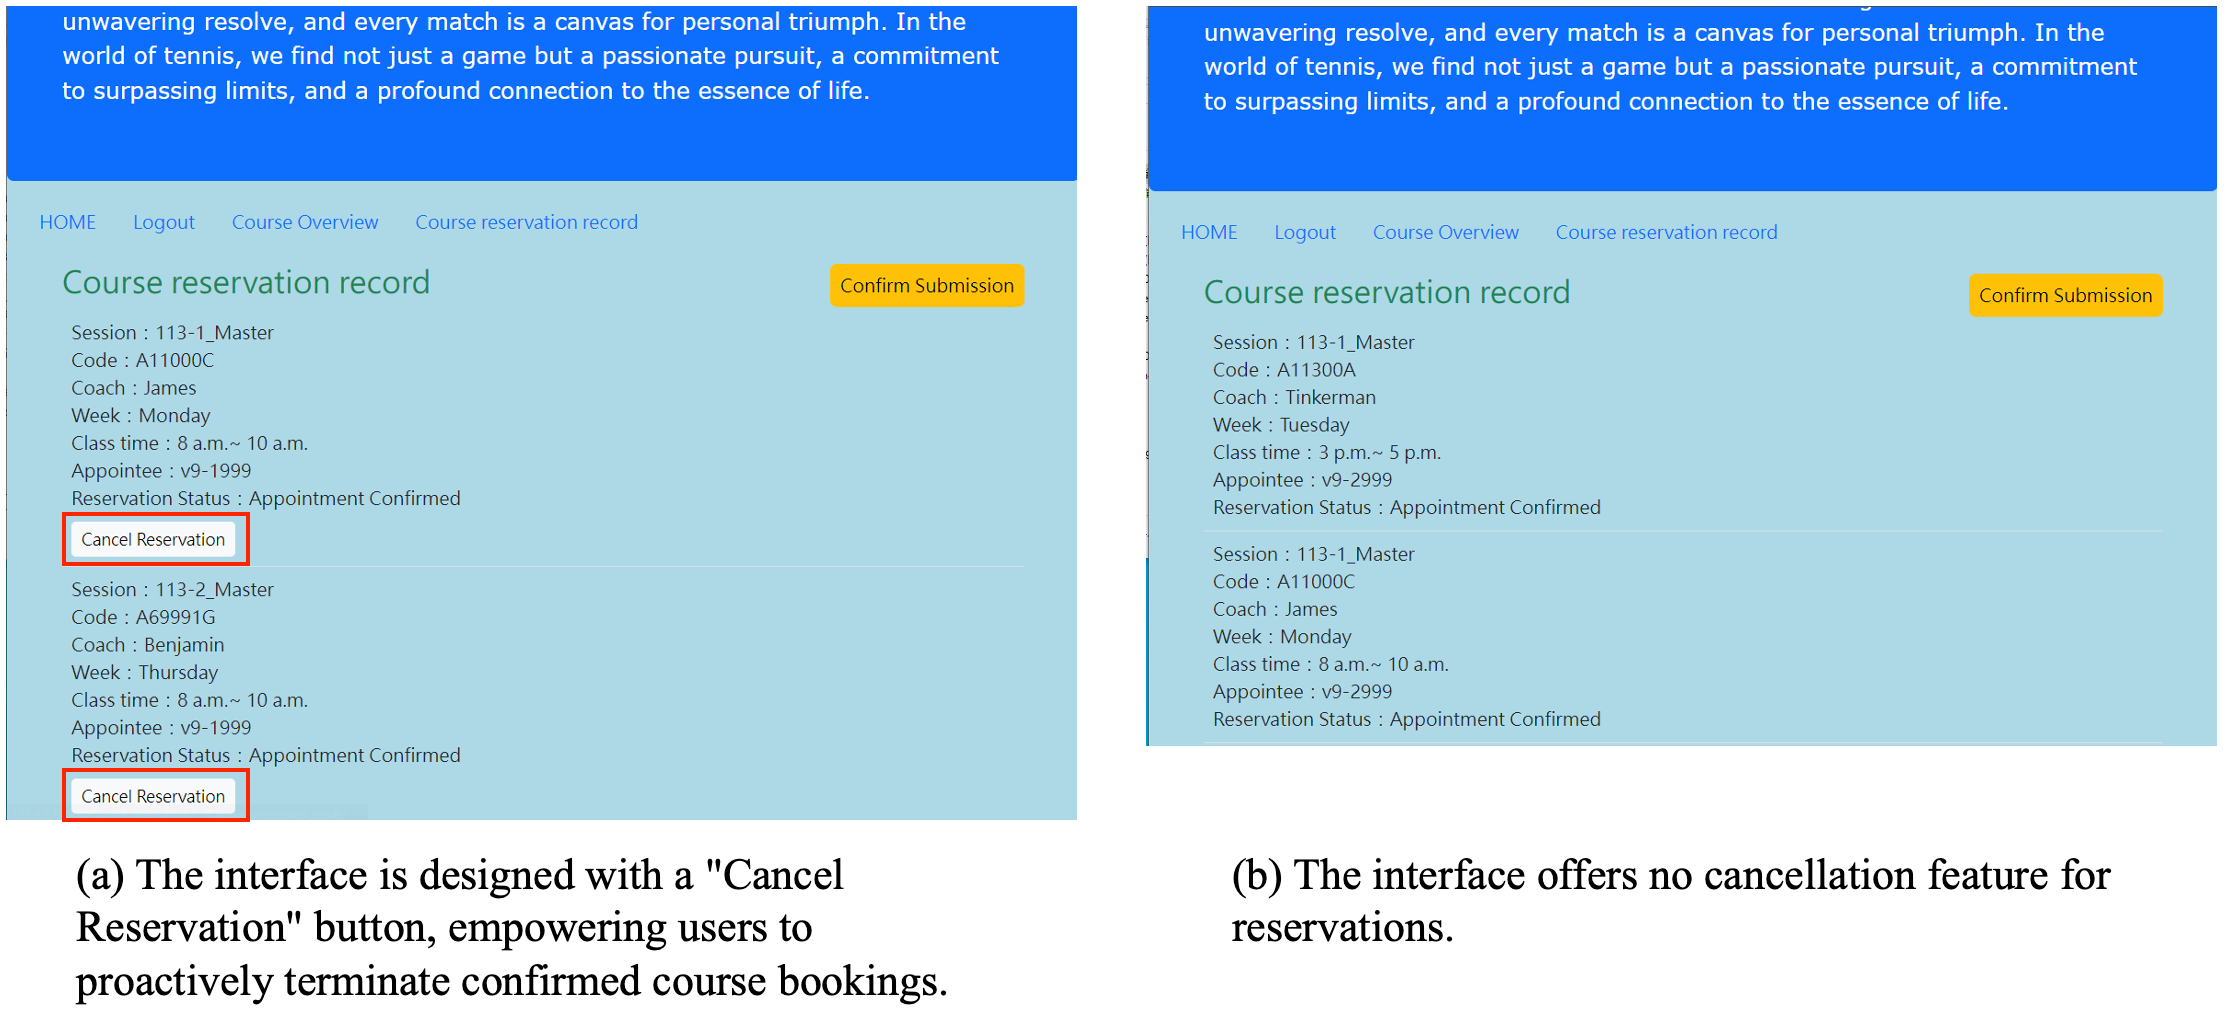 unwavering resolve, and every match is a canvas for personal triumph. In the
world of tennis, we find not just a game but a passionate pursuit, a commitment
to surpassing limits, and a profound connection to the essence of life.
HOME Logout Course Overview Course reservation record
Course reservation record
Confirm Submission
Session : 113-1_Master
Code : A11000C
Coach : James
Week : Monday
Class time : 8 a.m.~ 10 a.m.
Appointee : v9-1999
Reservation Status : Appointment Confirmed
Cancel Reservation
Session : 113-2_Master
Code : A69991G
Coach : Benjamin
Week : Thursday
Class time : 8 a.m.~ 10 a.m.
Appointee : v9-1999
Reservation Status : Appointment Confirmed
Cancel Reservation
(a) The interface is designed with a "Cancel
Reservation" button, empowering users to
proactively terminate confirmed course bookings.
unwavering resolve, and every match is a canvas for personal triumph. In the
world of tennis, we find not just a game but a passionate pursuit, a commitment
to surpassing limits, and a profound connection to the essence of life.
HOME Logout Course Overview Course reservation record
Course reservation record
Confirm Submission
Session : 113-1_Master
Code : A11300A
Coach : Tinkerman
Week : Tuesday
Class time : 3 p.m.~ 5 p.m.
Appointee : v9-2999
Reservation Status : Appointment Confirmed
Session : 113-1_Master
Code : A11000C
Coach : James
Week : Monday
Class time : 8 a.m.~ 10 a.m.
Appointee : v9-2999
Reservation Status : Appointment Confirmed
(b) The interface offers no cancellation feature for
reservations.